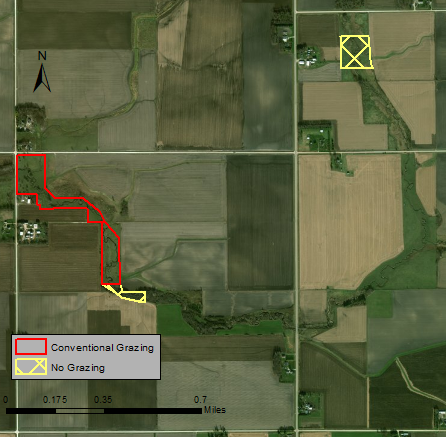 N
Conventional Grazing
No Grazing
0 0.175 0.35 0.7
Miles